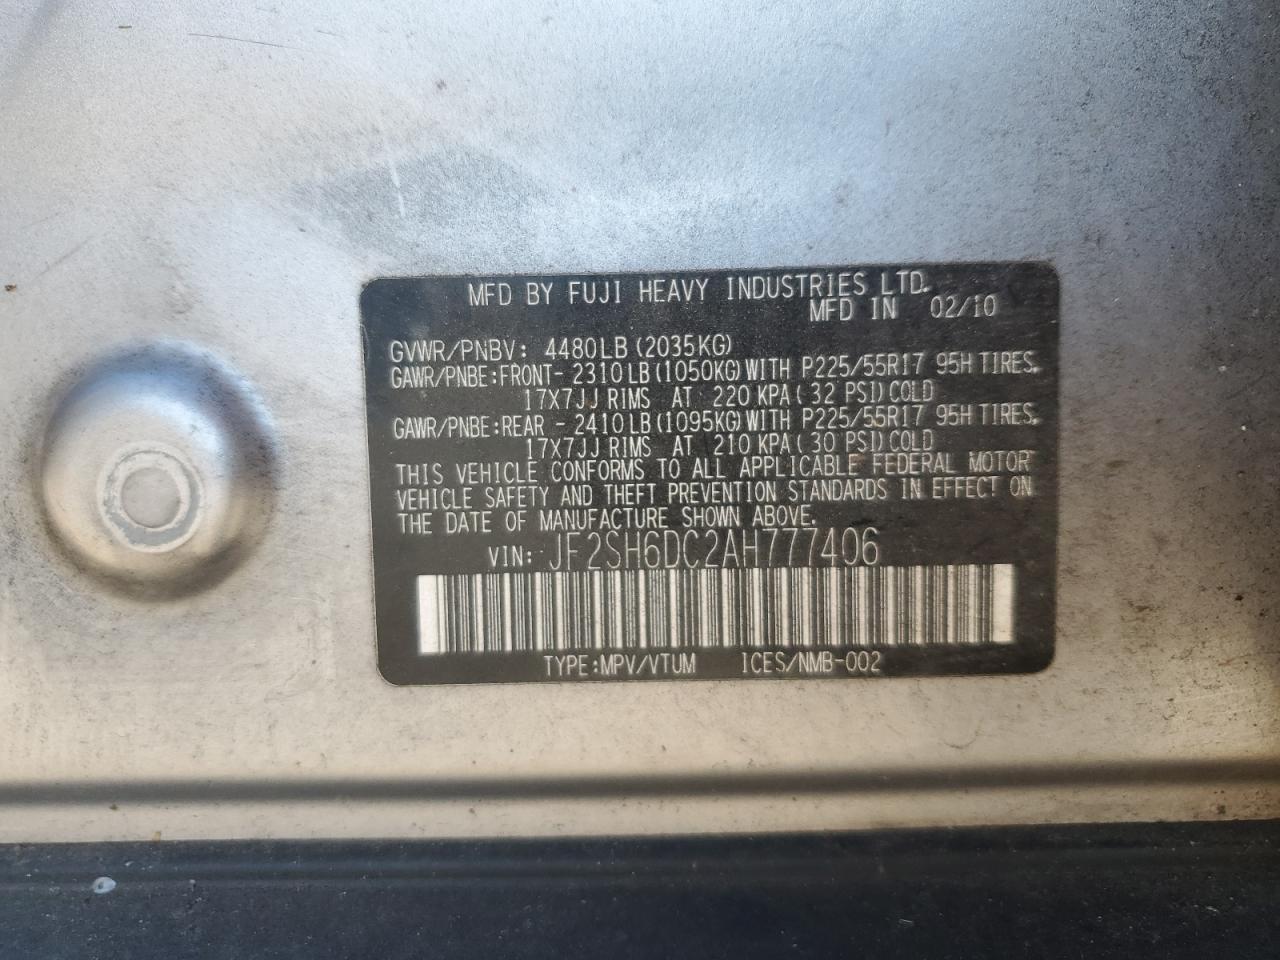 MFD BY FUJI HEAVY INDUSTRIES LTD.
MFD IN 02/10
GVWR/PNBV: 4480LB(2035KG)
GAWR/PNBE:FRONT- 2310LB(1050KG)WITH P225/55R17 95H TIRES,
17X7JJ RIMS AT 220KPA(32 PSI)COLD
GAWR/PNBE:REAR - 2410LB(1095KG)WITH P225/55R17 95H TIRES,
17X7JJ RIMS AT 210KPA(30 PSI)COLD
THIS VEHICLE CONFORMS TO ALL APPLICABLE FEDERAL MOTOR
VEHICLE SAFETY AND THEFT PREVENTION STANDARDS IN EFFECT ON
THE DATE OF MANUFACTURE SHOWN ABOVE.
VIN: JF2SH6DC2AH777406
TYPE:MPV/VTUM ICES/NMB-002